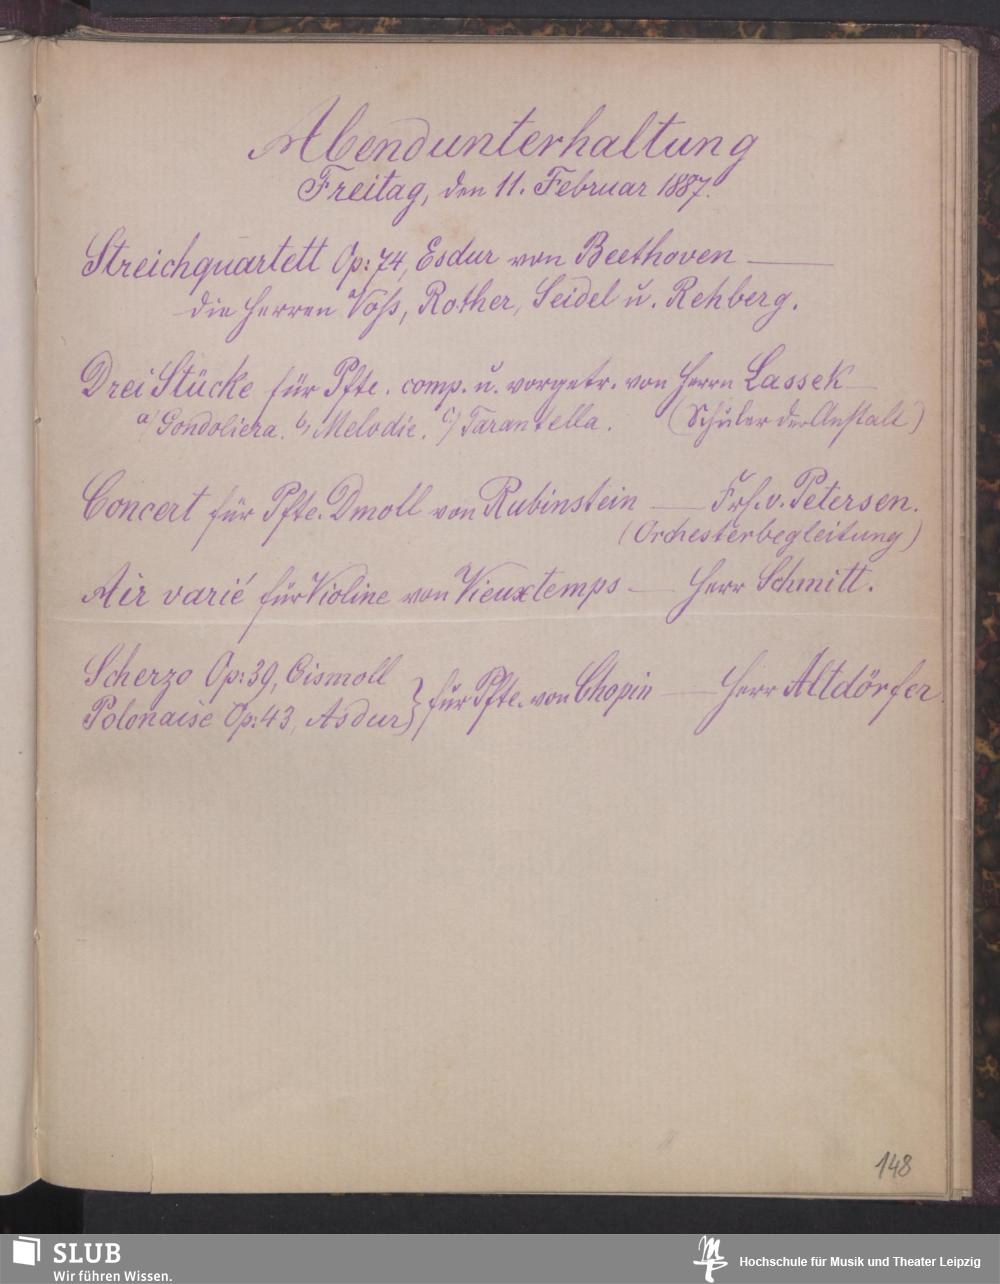 Abendunterhaltung
Freitag, den 11. Februar 1887.
Streichquartett Op: 74, Esdur von Beethoven —
die Herren Voß, Rother, Seidel u. Rehberg.
Drei Stücke für Pfte. comp. u. vorgetr. von Herrn Lassek —
a) Gondoliera. b) Melodie. c) Tarantella. (Schüler der Anstalt)
Concert für Pfte. Dmoll von Rubinstein — Frl. v. Petersen.
(Orchesterbegleitung)
Air varié für Violine von Vieuxtemps — Herr Schmitt.
Scherzo Op: 39, Cismoll
Polonaise Op: 43, Asdur } für Pfte. von Chopin — Herr Altdörfer.
148
SLUB
Wir führen Wissen.
Hochschule für Musik und Theater Leipzig